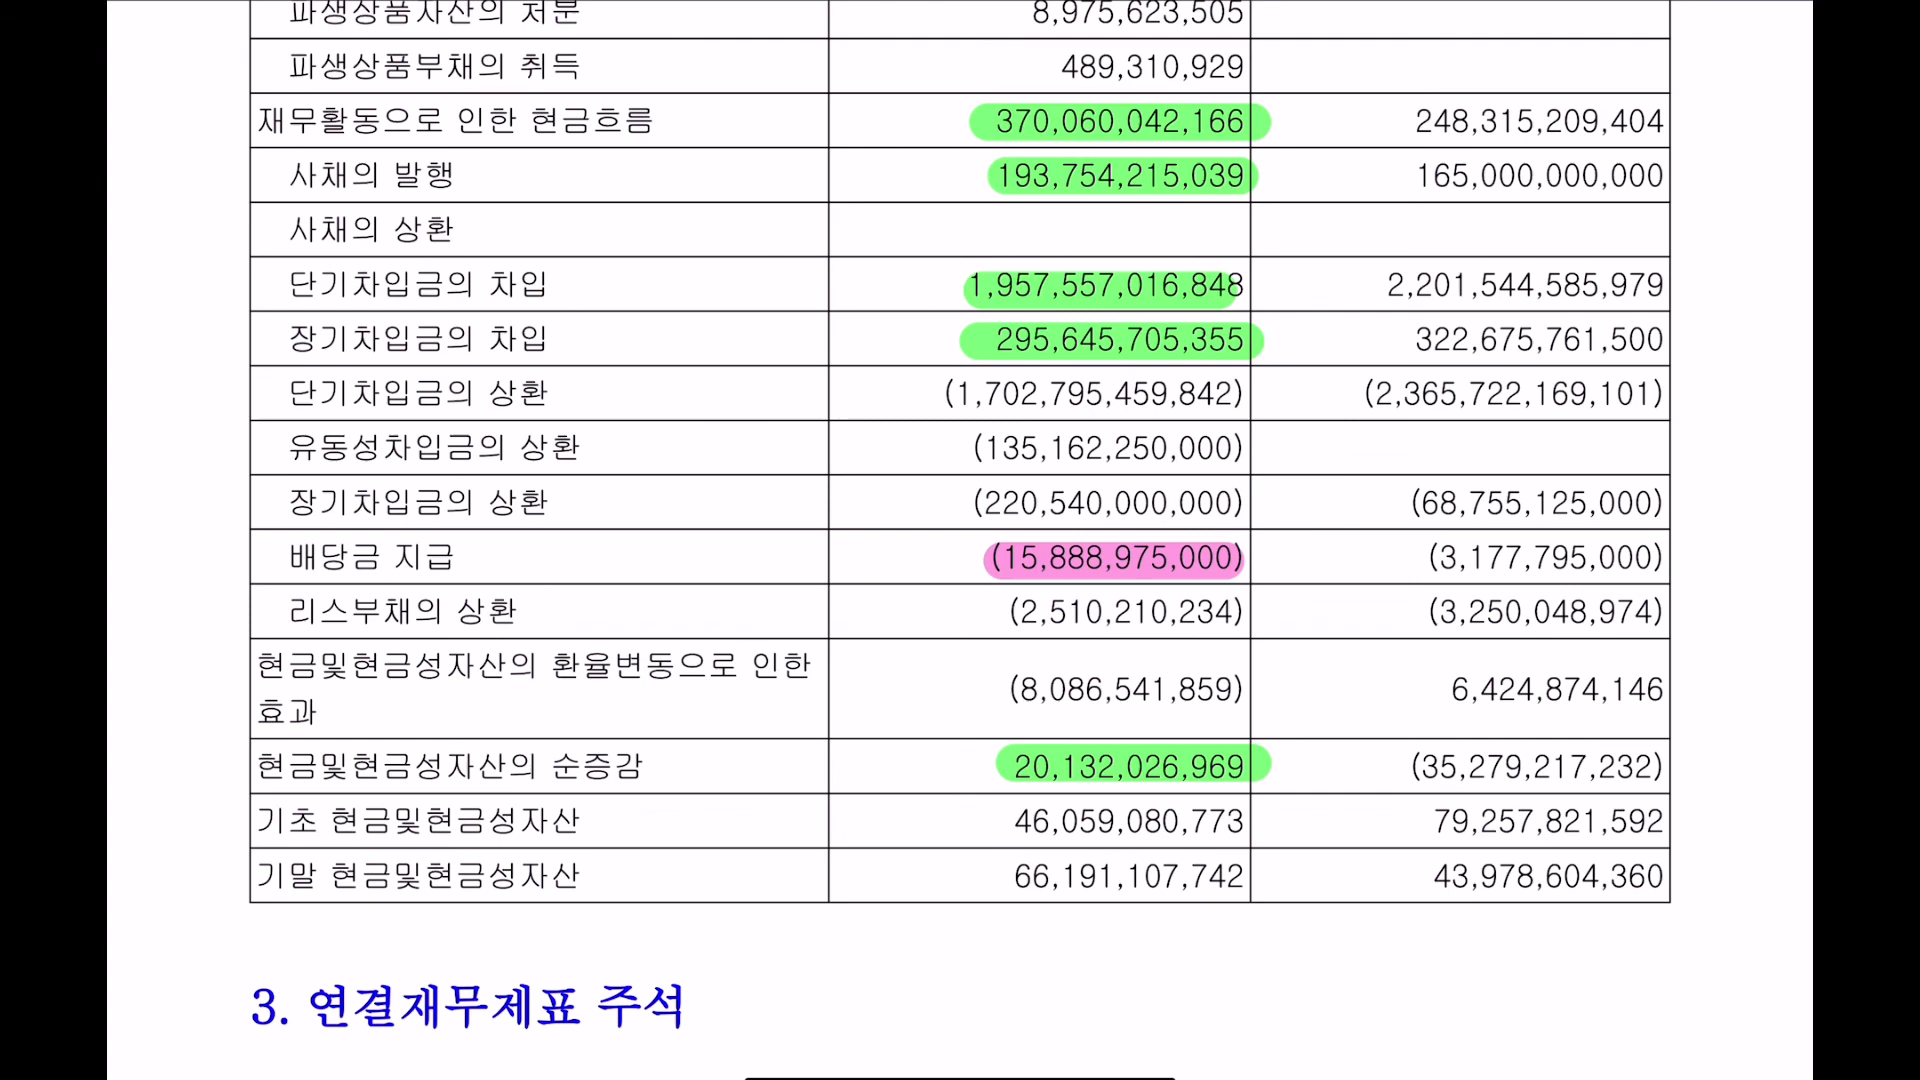 파생상품자산의 처분 8,975,623,505
파생상품부채의 취득 489,310,929
재무활동으로 인한 현금흐름 370,060,042,166 248,315,209,404
사채의 발행 193,754,215,039 165,000,000,000
사채의 상환
단기차입금의 차입 1,957,557,016,848 2,201,544,585,979
장기차입금의 차입 295,645,705,355 322,675,761,500
단기차입금의 상환 (1,702,795,459,842) (2,365,722,169,101)
유동성차입금의 상환 (135,162,250,000)
장기차입금의 상환 (220,540,000,000) (68,755,125,000)
배당금 지급 (15,888,975,000) (3,177,795,000)
리스부채의 상환 (2,510,210,234) (3,250,048,974)
현금및현금성자산의 환율변동으로 인한
효과 (8,086,541,859) 6,424,874,146
현금및현금성자산의 순증감 20,132,026,969 (35,279,217,232)
기초 현금및현금성자산 46,059,080,773 79,257,821,592
기말 현금및현금성자산 66,191,107,742 43,978,604,360
3. 연결재무제표 주석